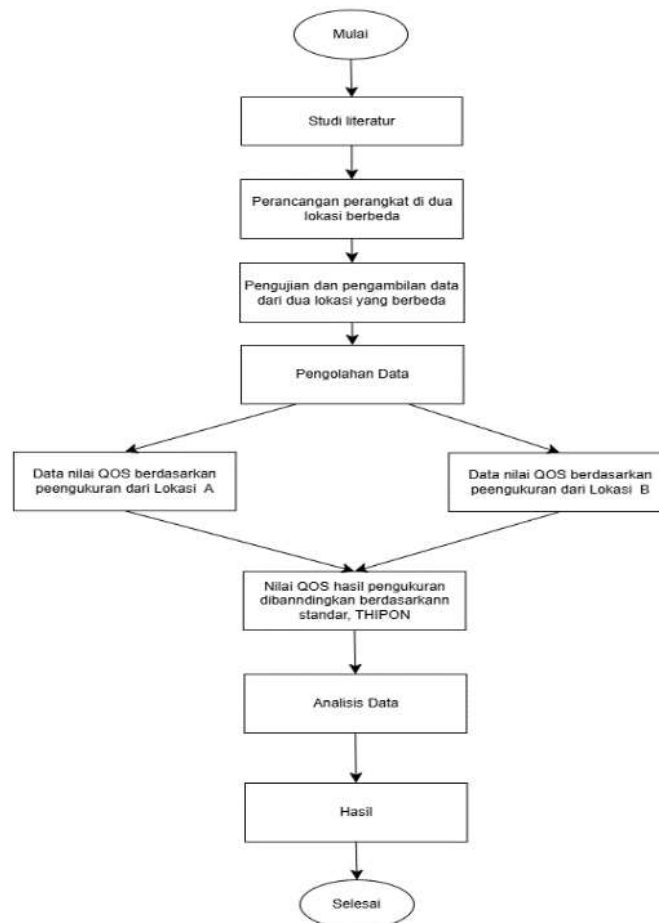 Mulai
Studi literatur
Perancangan perangkat di dua
lokasi berbeda
Pengujian dan pengambilan data
dari dua lokasi yang berbeda
Pengolahan Data
Data nilai QOS berdasarkan
peengukuran dari Lokasi A
Data nilai QOS berdasarkan
peengukuran dari Lokasi B
Nilai QOS hasil pengukuran
dibanndingkan berdasarkann
standar, THIPON
Analisis Data
Hasil
Selesai